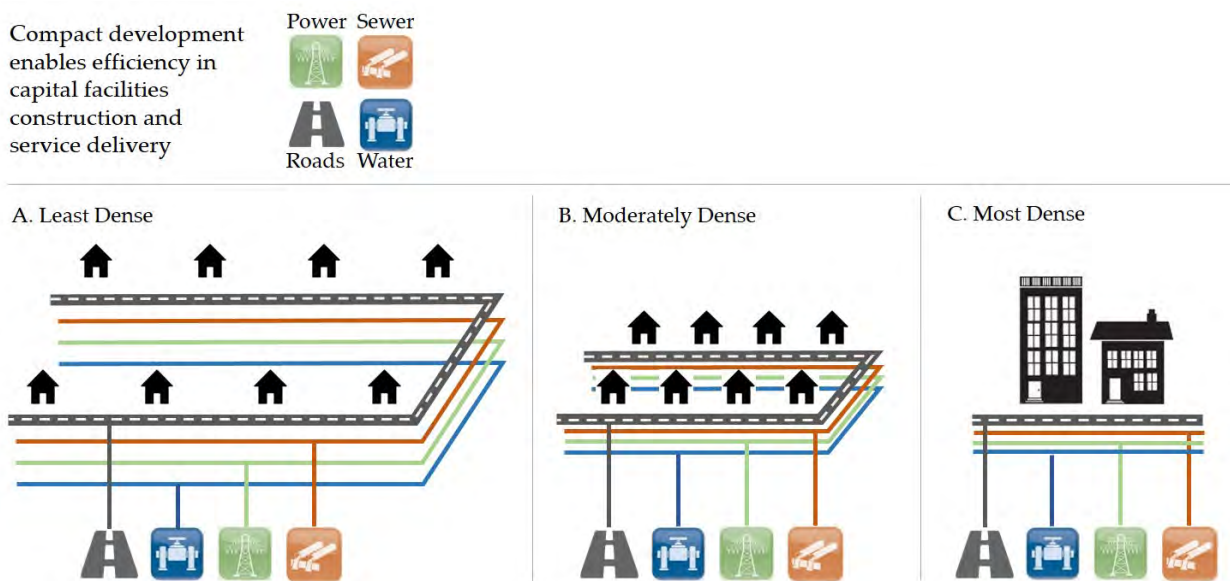 Compact development
enables efficiency in
capital facilities
construction and
service delivery
Power Sewer
Roads Water
A. Least Dense
B. Moderately Dense
C. Most Dense